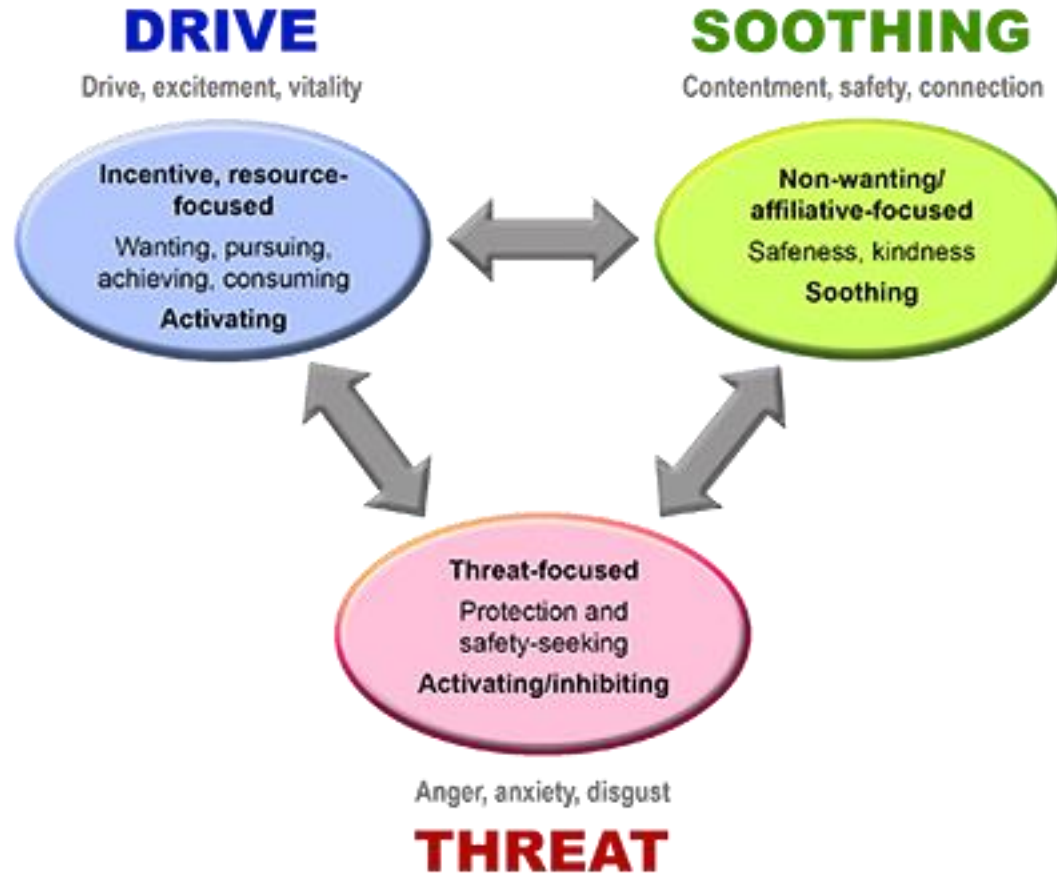 DRIVE
Drive, excitement, vitality
Incentive, resource-
focused
Wanting, pursuing,
achieving, consuming
Activating
SOOTHING
Contentment, safety, connection
Non-wanting/
affiliative-focused
Safeness, kindness
Soothing
Threat-focused
Protection and
safety-seeking
Activating/inhibiting
Anger, anxiety, disgust
THREAT